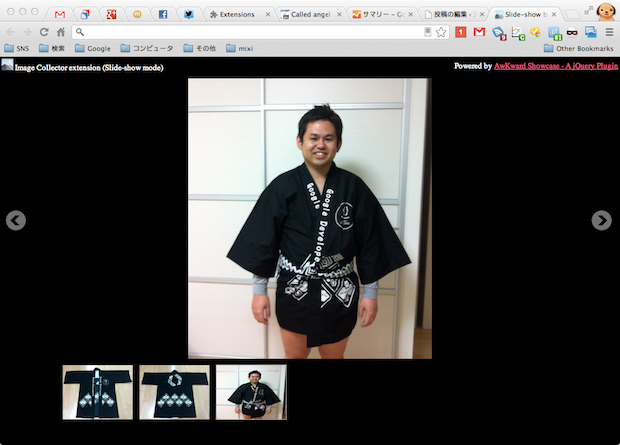 Extensions
Called angel
サマリー – Go
投稿の編集 ‹
Slide-show b
SNS 検索 Google コンピュータ その他 mixi
Other Bookmarks
Image Collector extension (Slide-show mode)
Powered by AwKward Showcase - A jQuery Plugin
Google Develope
Google